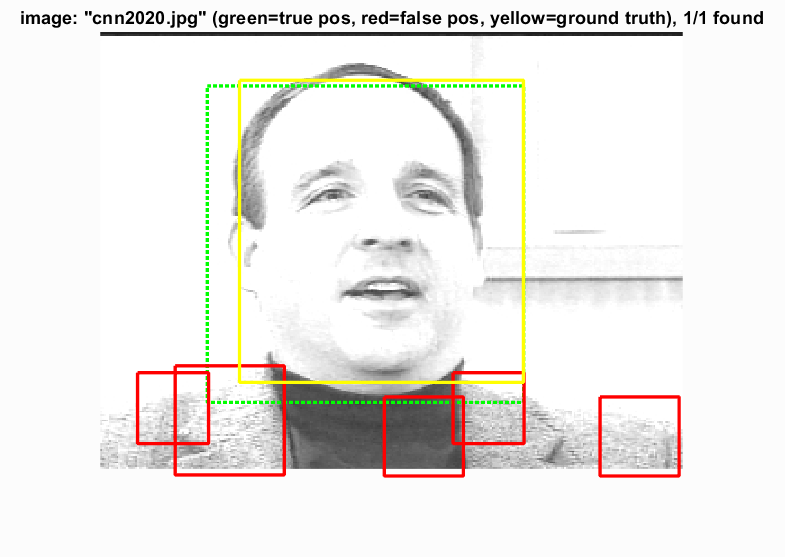 image: "cnn2020.jpg" (green=true pos, red=false pos, yellow=ground truth), 1/1 found